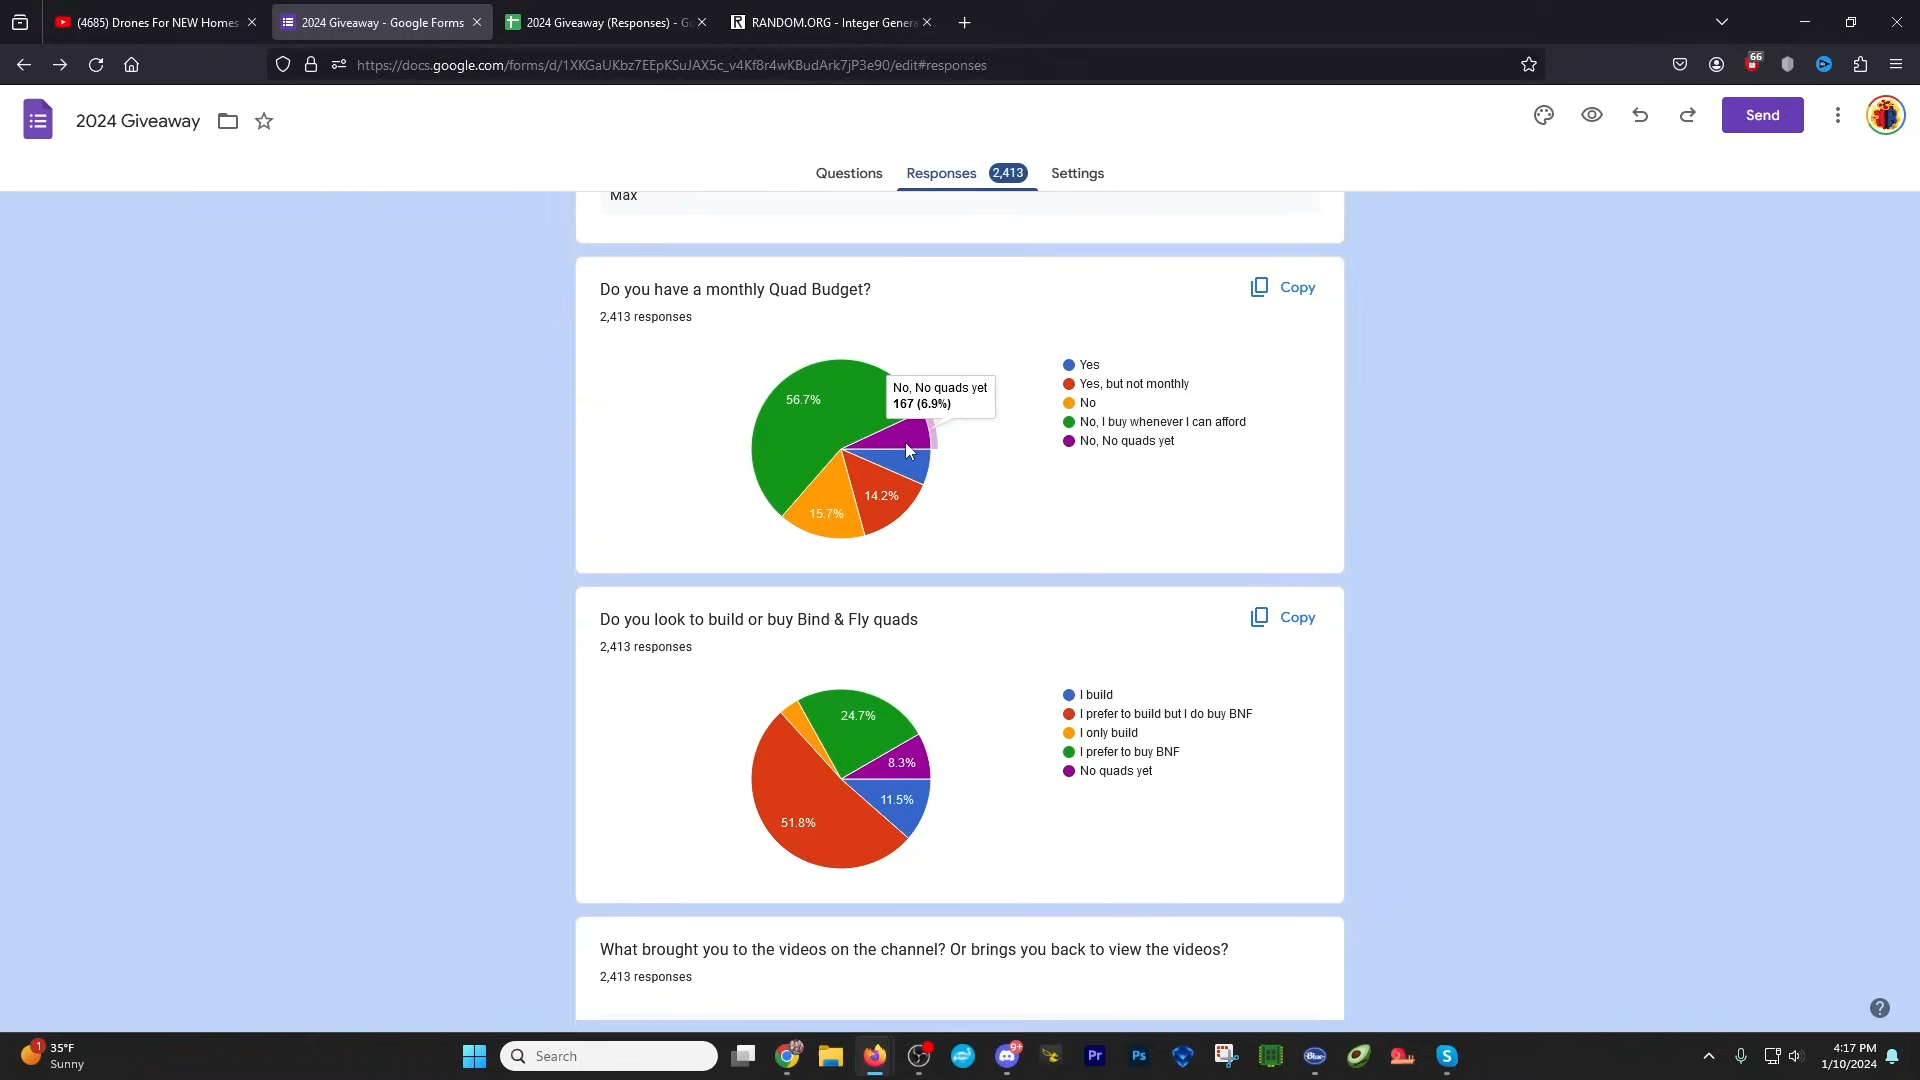 (4685) Drones For NEW Homes
2024 Giveaway - Google Forms
2024 Giveaway (Responses) - Go
RANDOM.ORG - Integer Genera
https://docs.google.com/forms/d/1XKGaUKbz7EEpKSuJAX5c_v4Kf8r4wKBudArk7jP3e90/edit#responses
66
2024 Giveaway
Send
Questions
Responses
2,413
Settings
Max
Do you have a monthly Quad Budget?
Copy
2,413 responses
56.7%
No, No quads yet
167 (6.9%)
14.2%
15.7%
Yes
Yes, but not monthly
No
No, I buy whenever I can afford
No, No quads yet
Do you look to build or buy Bind & Fly quads
Copy
2,413 responses
24.7%
8.3%
11.5%
51.8%
I build
I prefer to build but I do buy BNF
I only build
I prefer to buy BNF
No quads yet
What brought you to the videos on the channel? Or brings you back to view the videos?
2,413 responses
1
35°F
Sunny
Search
9+
Pr
Ps
Blue
S
4:17 PM
1/10/2024